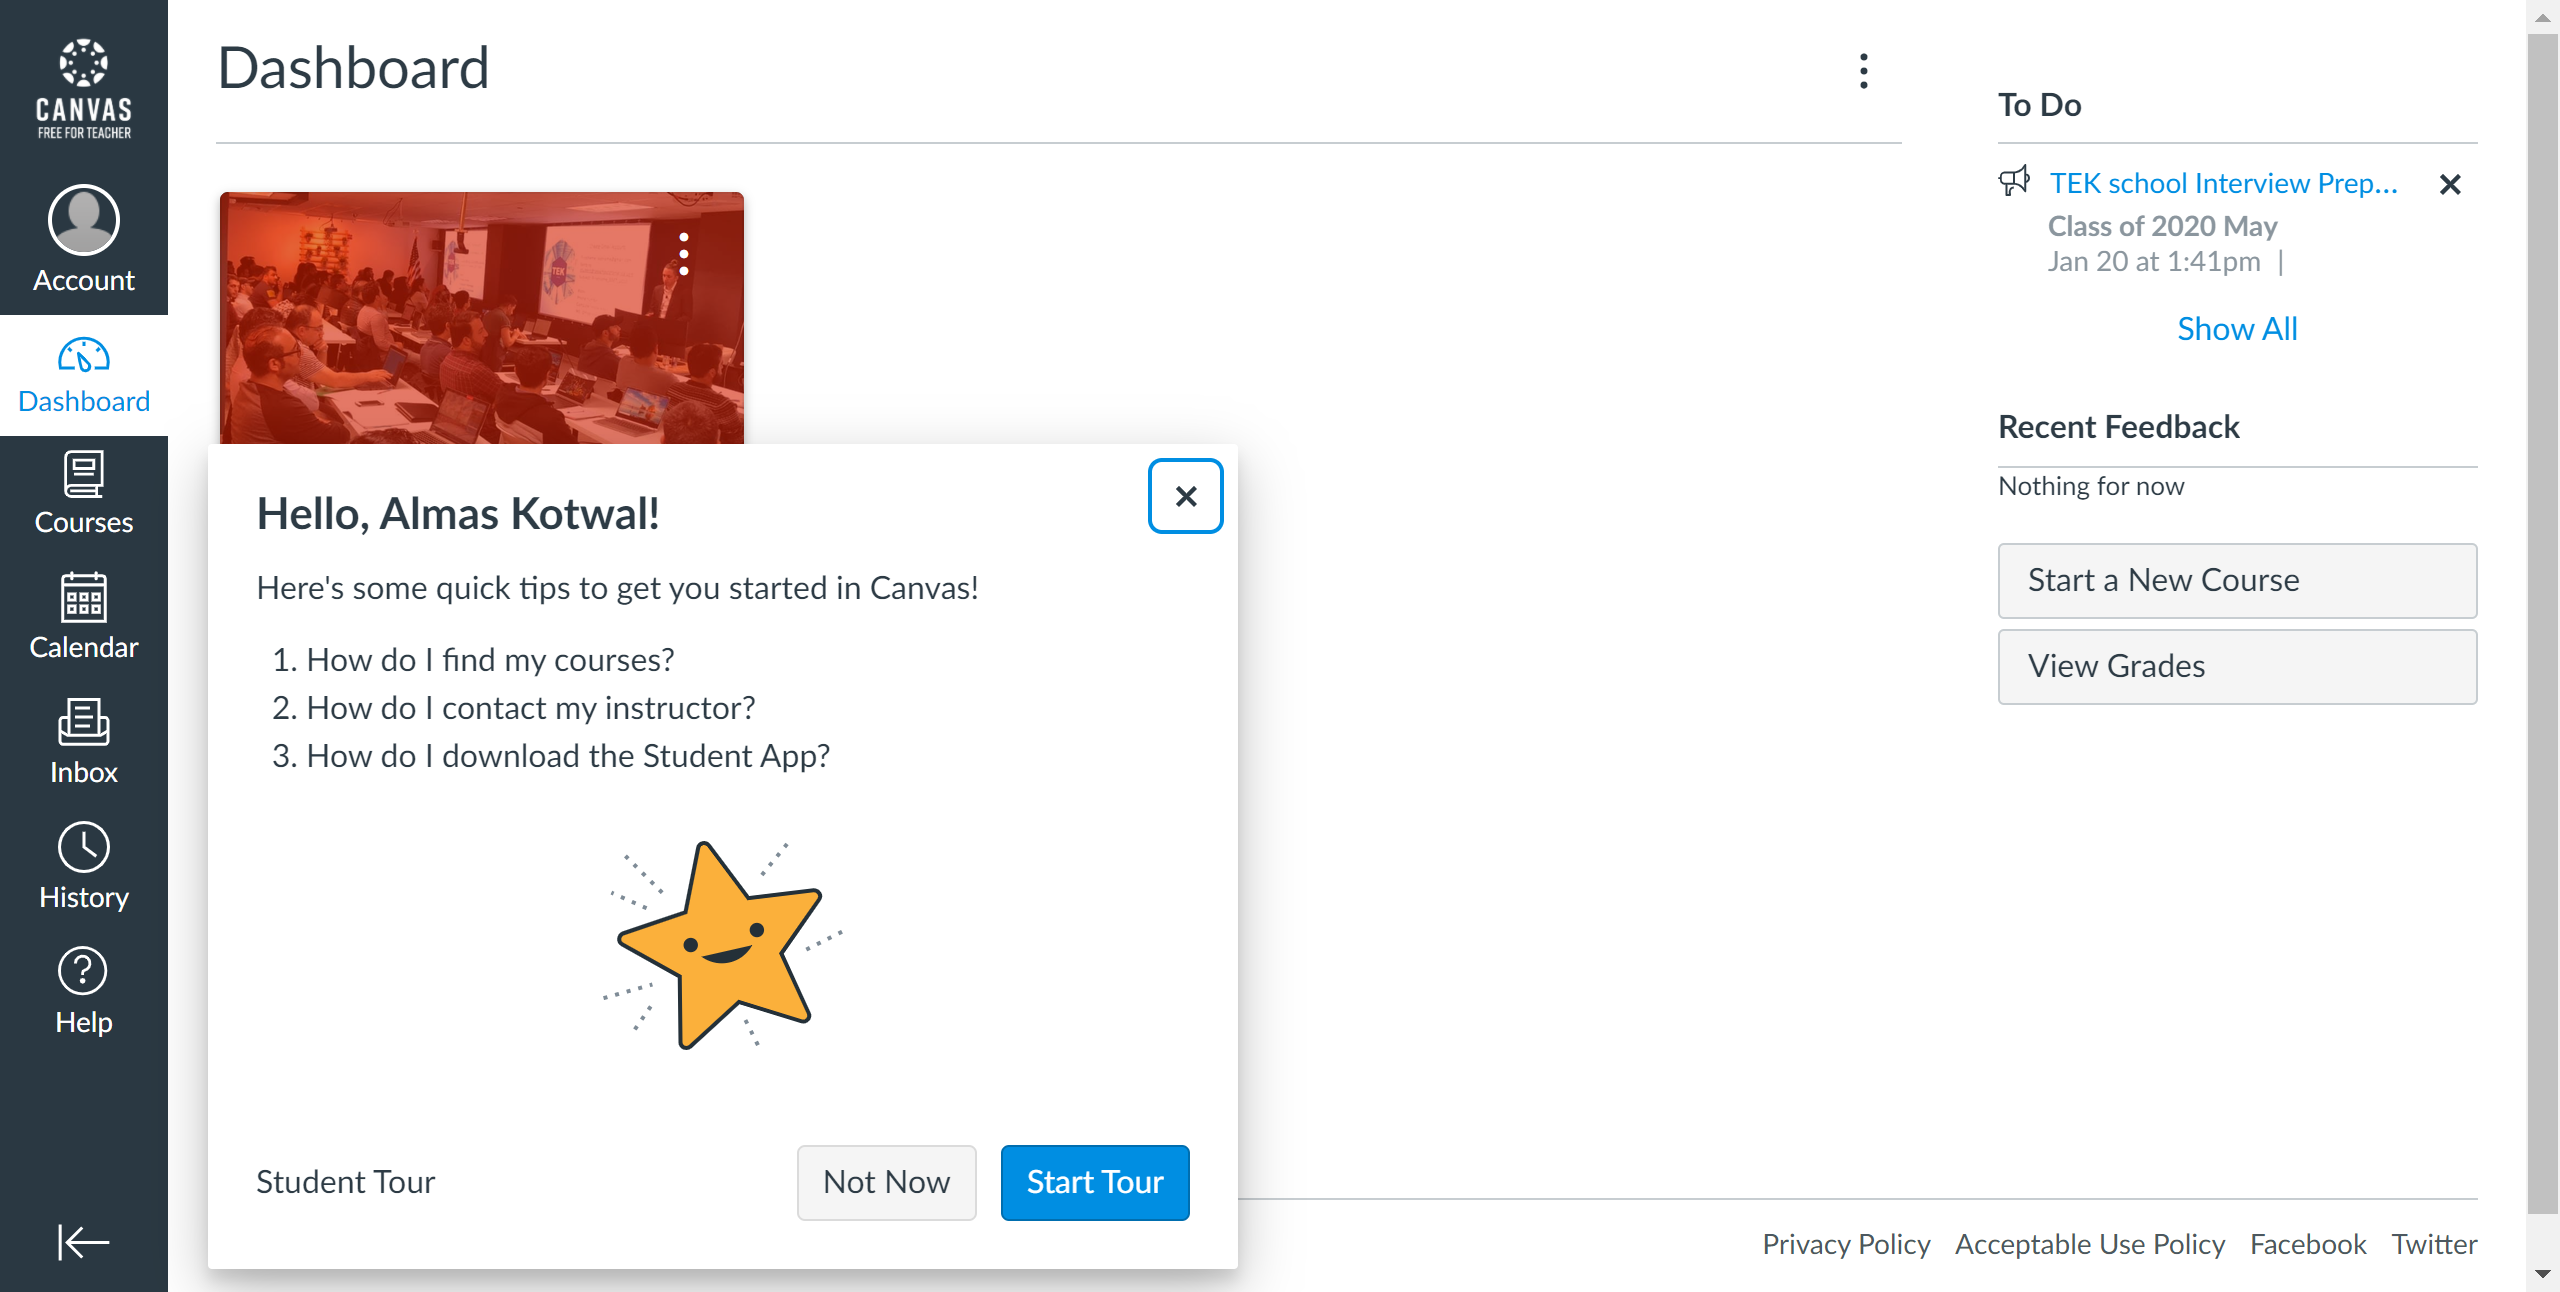 CANVAS
FREE FOR TEACHER
Account
Dashboard
Courses
Calendar
Inbox
History
Help
Dashboard
TEK
Hello, Almas Kotwal!
Here's some quick tips to get you started in Canvas!
1. How do I find my courses?
2. How do I contact my instructor?
3. How do I download the Student App?
Student Tour
Not Now
Start Tour
To Do
TEK school Interview Prep...
Class of 2020 May
Jan 20 at 1:41pm |
Show All
Recent Feedback
Nothing for now
Start a New Course
View Grades
Privacy Policy Acceptable Use Policy Facebook Twitter